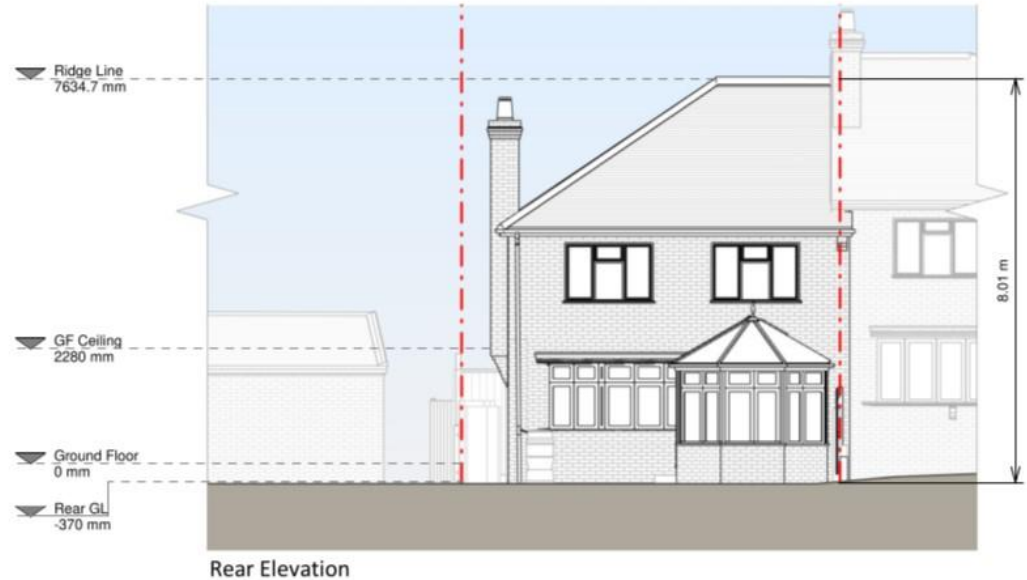 Ridge Line
7634.7 mm
GF Ceiling
2280 mm
Ground Floor
0 mm
Rear GL
-370 mm
8.01 m
Rear Elevation